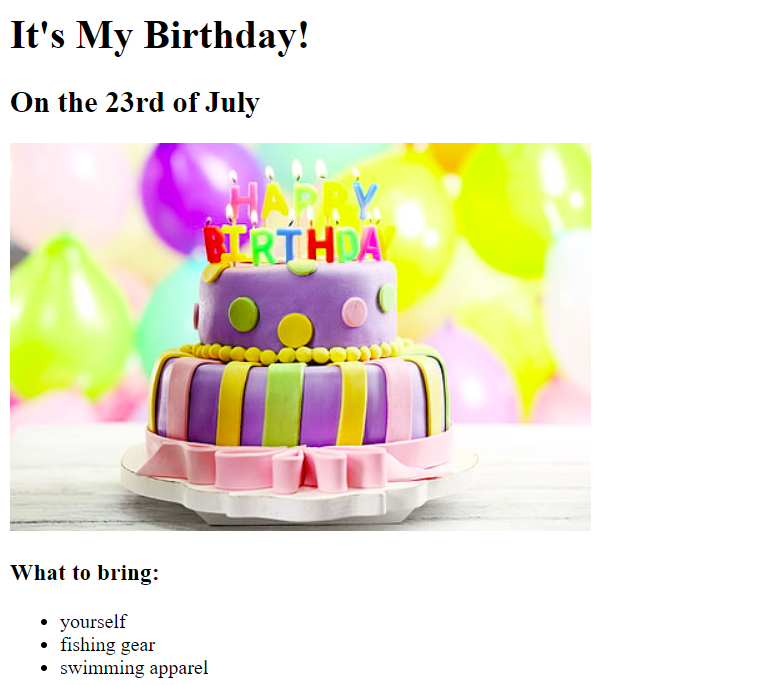 It's My Birthday!
On the 23rd of July
HAPPY
BIRTHDAY
What to bring:
yourself
fishing gear
swimming apparel